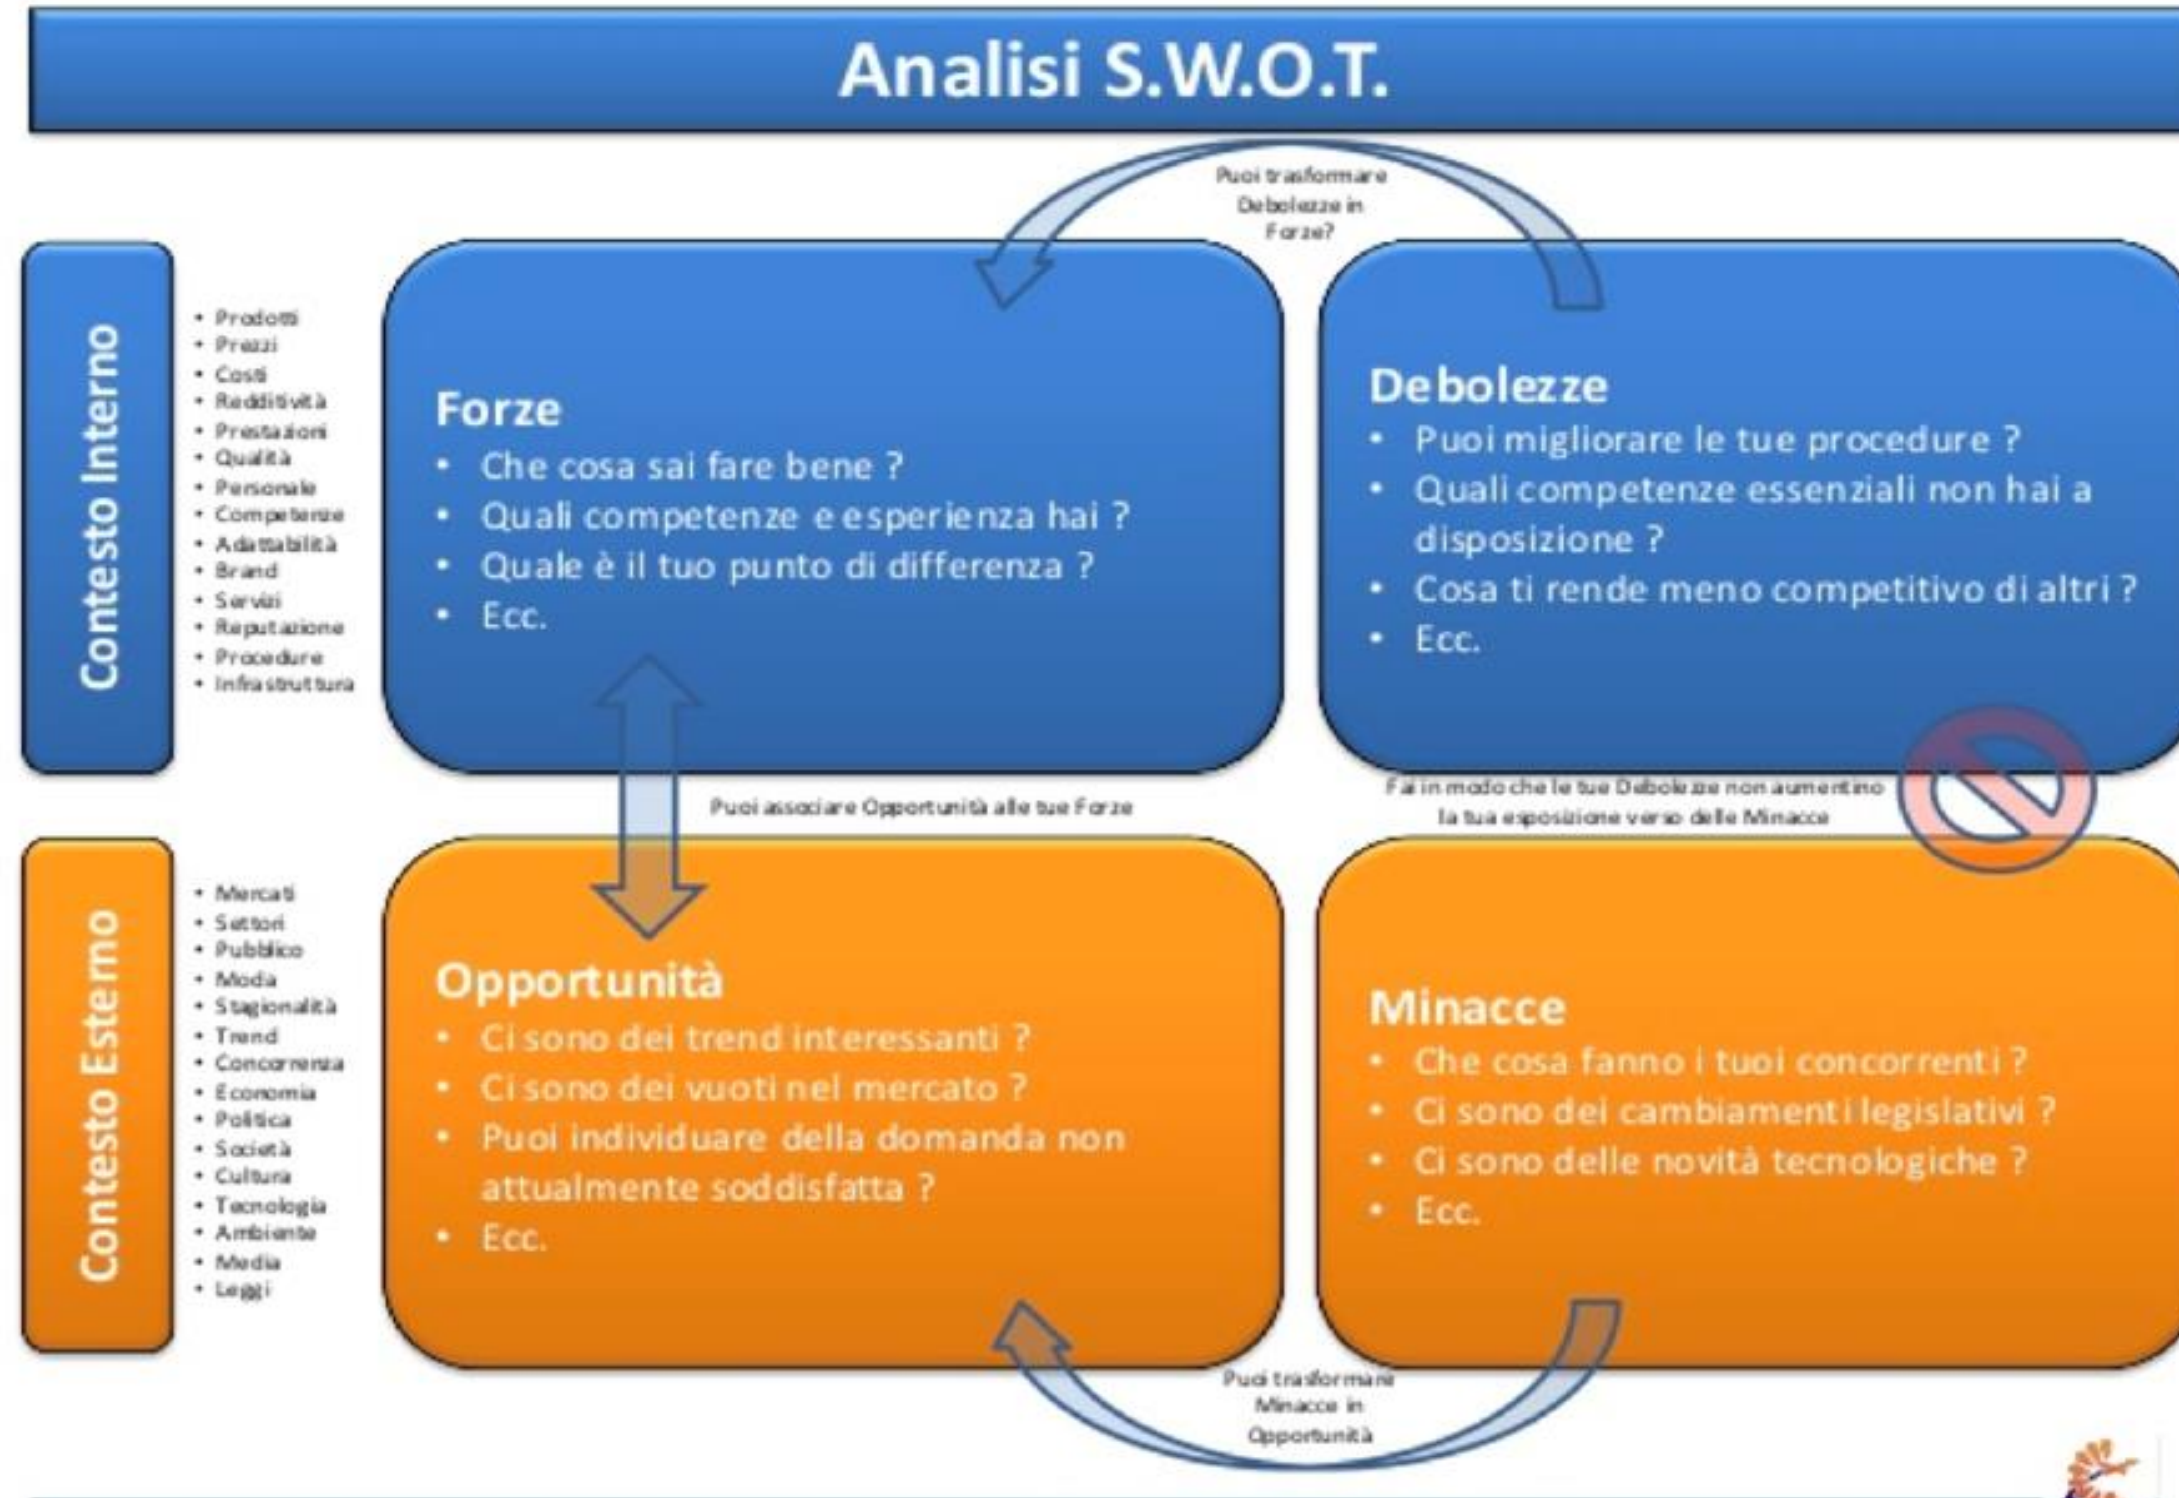 Analisi S.W.O.T.
Puoi trasformare
Debolezze in
Forze?
Contesto Interno
• Prodotti
• Prezzi
• Costi
• Redditività
• Prestazioni
• Qualità
• Personale
• Competenze
• Adattabilità
• Brand
• Servizi
• Reputazione
• Procedure
• Infrastruttura
Forze
• Che cosa sai fare bene ?
• Quali competenze e esperienza hai ?
• Quale è il tuo punto di differenza ?
• Ecc.
Debolezze
• Puoi migliorare le tue procedure ?
• Quali competenze essenziali non hai a
disposizione ?
• Cosa ti rende meno competitivo di altri ?
• Ecc.
Puoi associare Opportunità alle tue Forze
Fai in modo che le tue Debolezze non aumentino
la tua esposizione verso delle Minacce
Contesto Esterno
• Mercati
• Settori
• Pubblico
• Moda
• Stagionalità
• Trend
• Concorrenza
• Economia
• Politica
• Società
• Cultura
• Tecnologia
• Ambiente
• Media
• Leggi
Opportunità
• Ci sono dei trend interessanti ?
• Ci sono dei vuoti nel mercato ?
• Puoi individuare della domanda non
attualmente soddisfatta ?
• Ecc.
Minacce
• Che cosa fanno i tuoi concorrenti ?
• Ci sono dei cambiamenti legislativi ?
• Ci sono delle novità tecnologiche ?
• Ecc.
Puoi trasformare
Minacce in
Opportunità